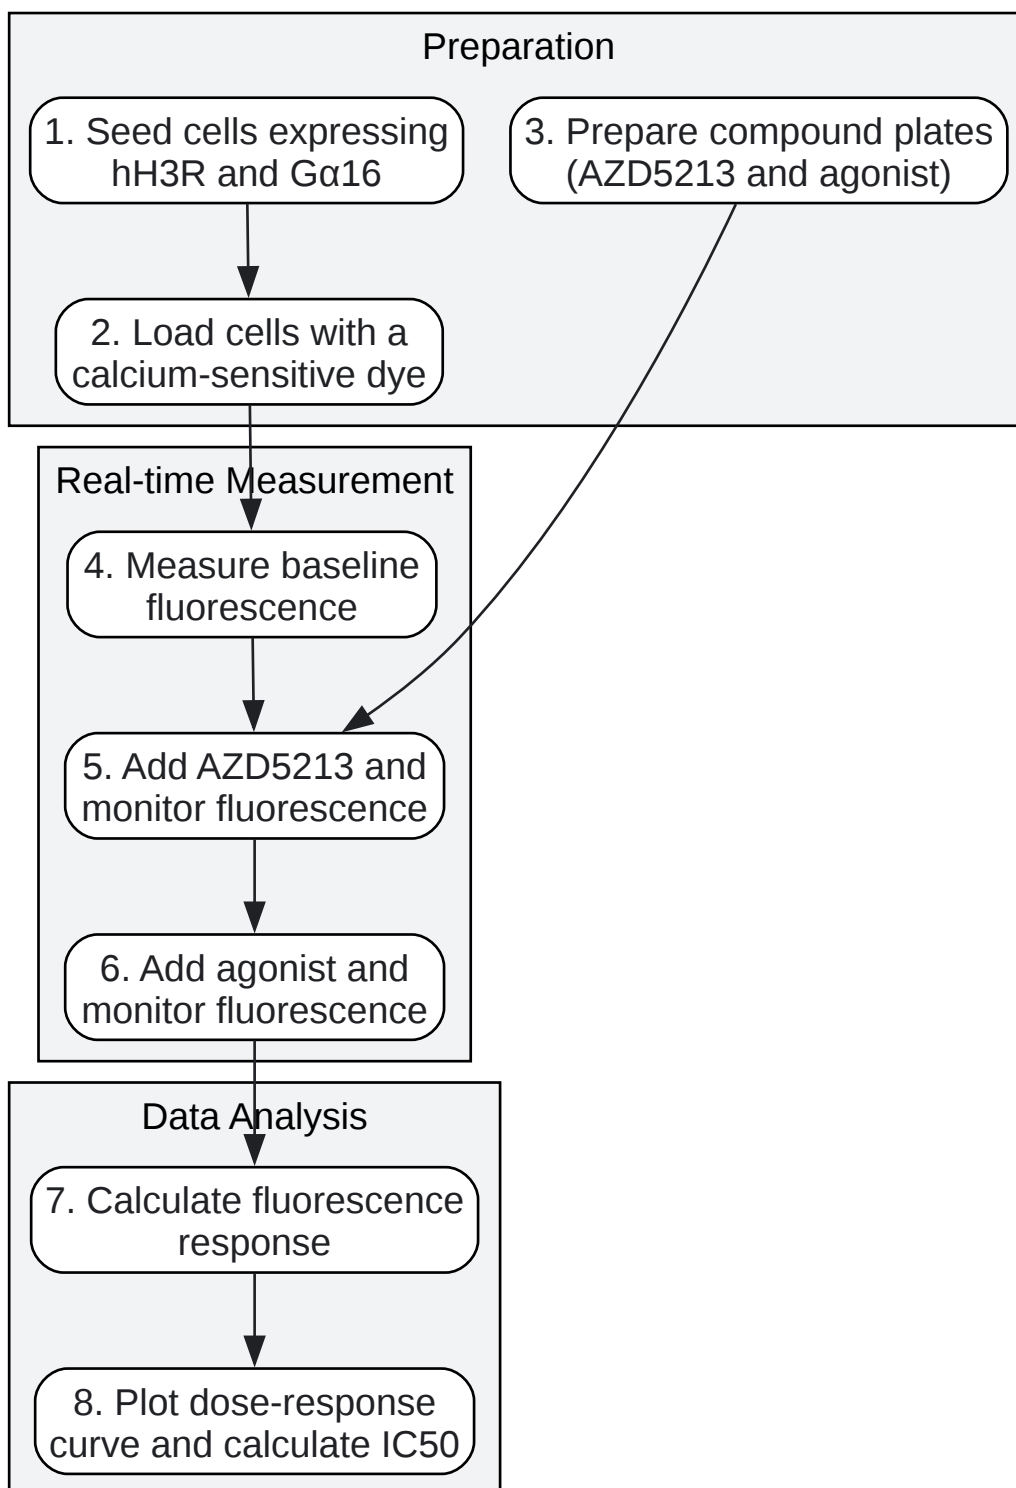 Preparation
1. Seed cells expressing
hH3R and Gα16
3. Prepare compound plates
(AZD5213 and agonist)
2. Load cells with a
calcium-sensitive dye
Real-time Measurement
4. Measure baseline
fluorescence
5. Add AZD5213 and
monitor fluorescence
6. Add agonist and
monitor fluorescence
Data Analysis
7. Calculate fluorescence
response
8. Plot dose-response
curve and calculate IC50